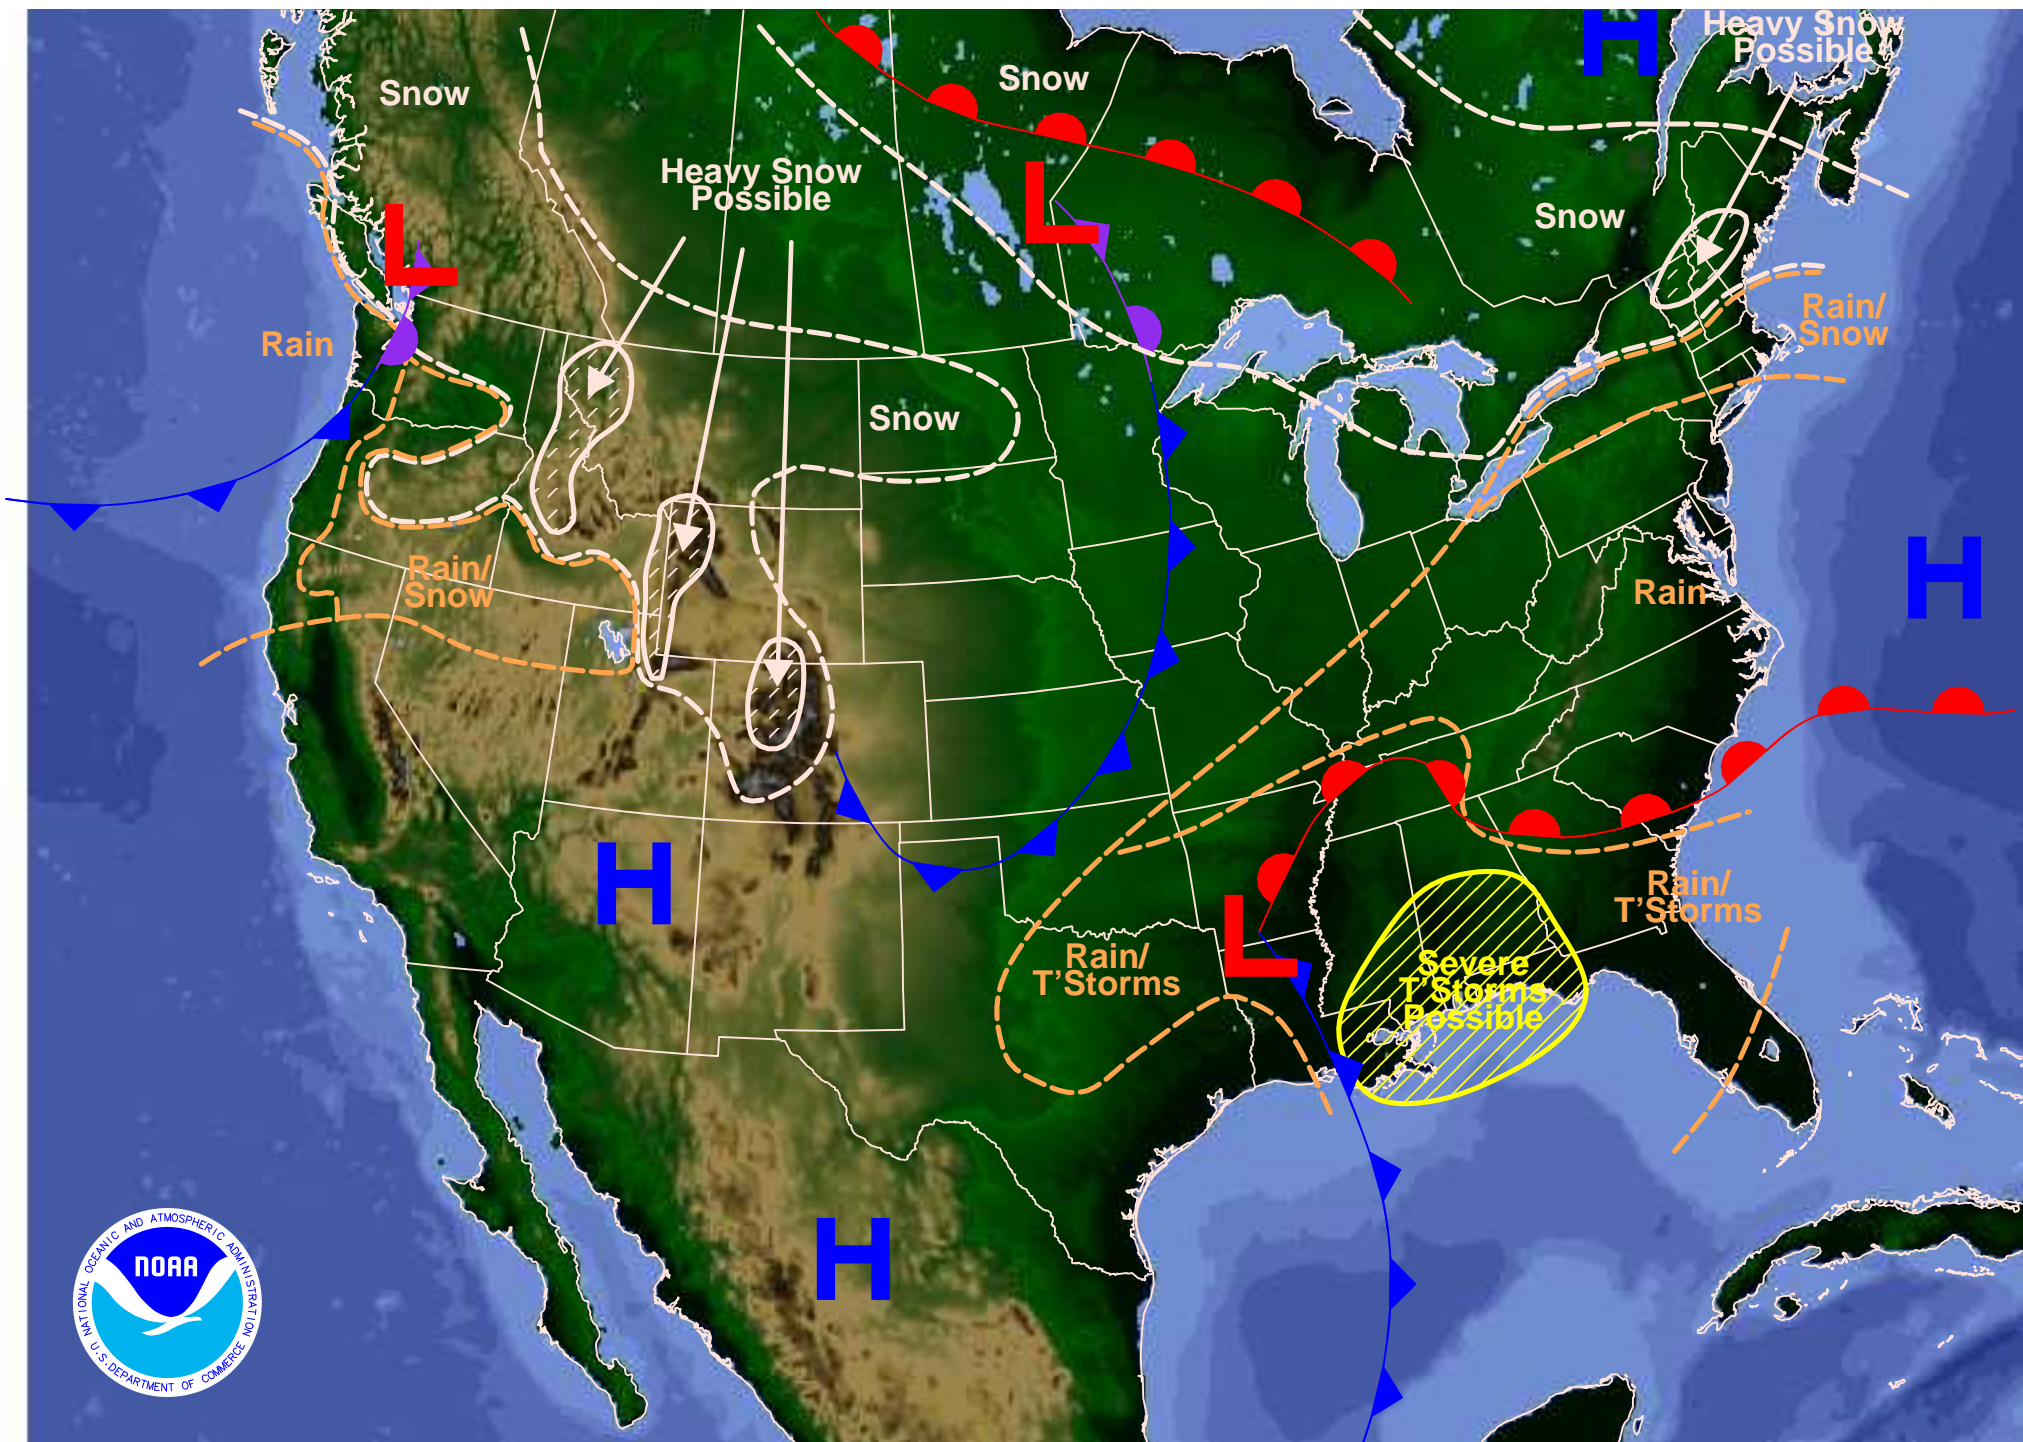 Heavy Snow
Possible
H
Snow
Snow
Heavy Snow
Possible
L
Snow
L
Rain/
Snow
Rain
Snow
H
Rain/
Snow
Rain
H
Rain/
T'Storms
L
Rain/
T'Storms
Severe
T'Storms
Possible
H
NATIONAL OCEANIC AND ATMOSPHERIC ADMINISTRATION
NOAA
U.S. DEPARTMENT OF COMMERCE